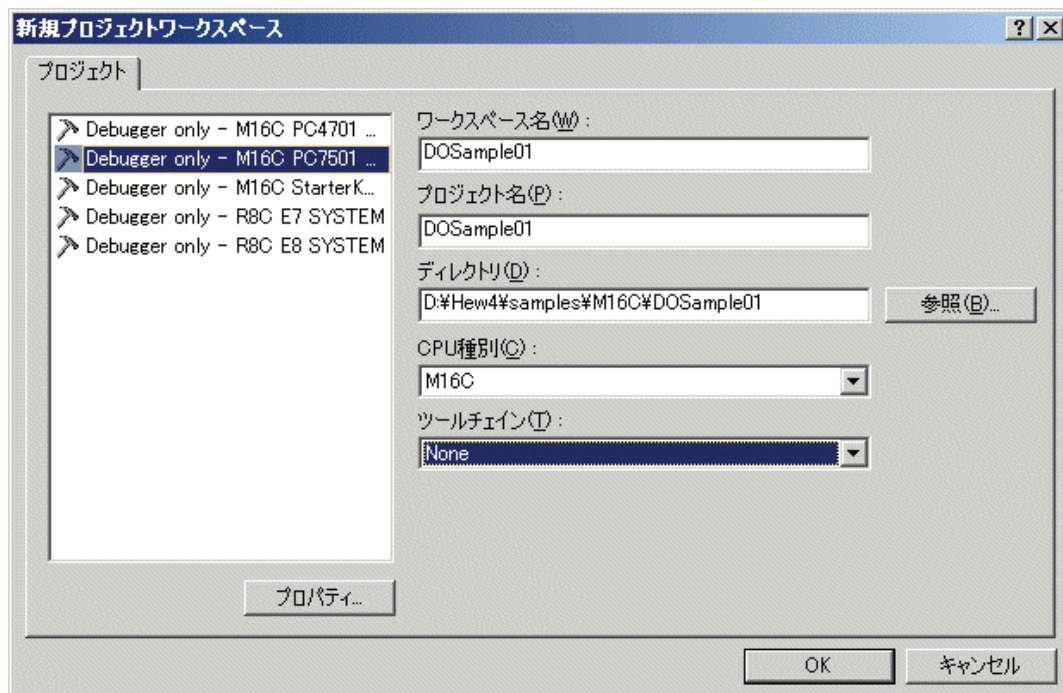 新規プロジェクトワークスペース
プロジェクト
Debugger only - M16C PC4701 ...
Debugger only - M16C PC7501 ...
Debugger only - M16C StarterK...
Debugger only - R8C E7 SYSTEM
Debugger only - R8C E8 SYSTEM
プロパティ...
ワークスペース名(W) :
DOSample01
プロジェクト名(P) :
DOSample01
ディレクトリ(D) :
D:¥Hew4¥samples¥M16C¥DOSample01
参照(B)...
CPU種別(C) :
M16C
ツールチェイン(T) :
None
OK
キャンセル